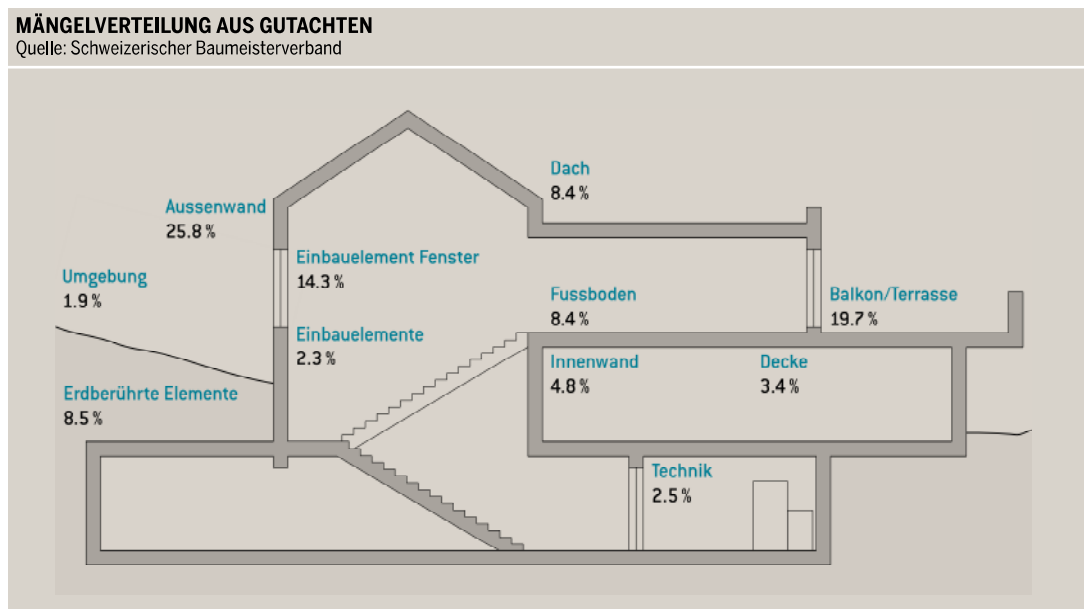 MÄNGELVERTEILUNG AUS GUTACHTEN
Quelle: Schweizerischer Baumeisterverband
Dach
8.4 %
Aussenwand
25.8 %
Einbauelement Fenster
14.3 %
Umgebung
1.9 %
Fussboden
8.4 %
Balkon/Terrasse
19.7 %
Einbauelemente
2.3 %
Innenwand
4.8 %
Decke
3.4 %
Erdberührte Elemente
8.5 %
Technik
2.5 %